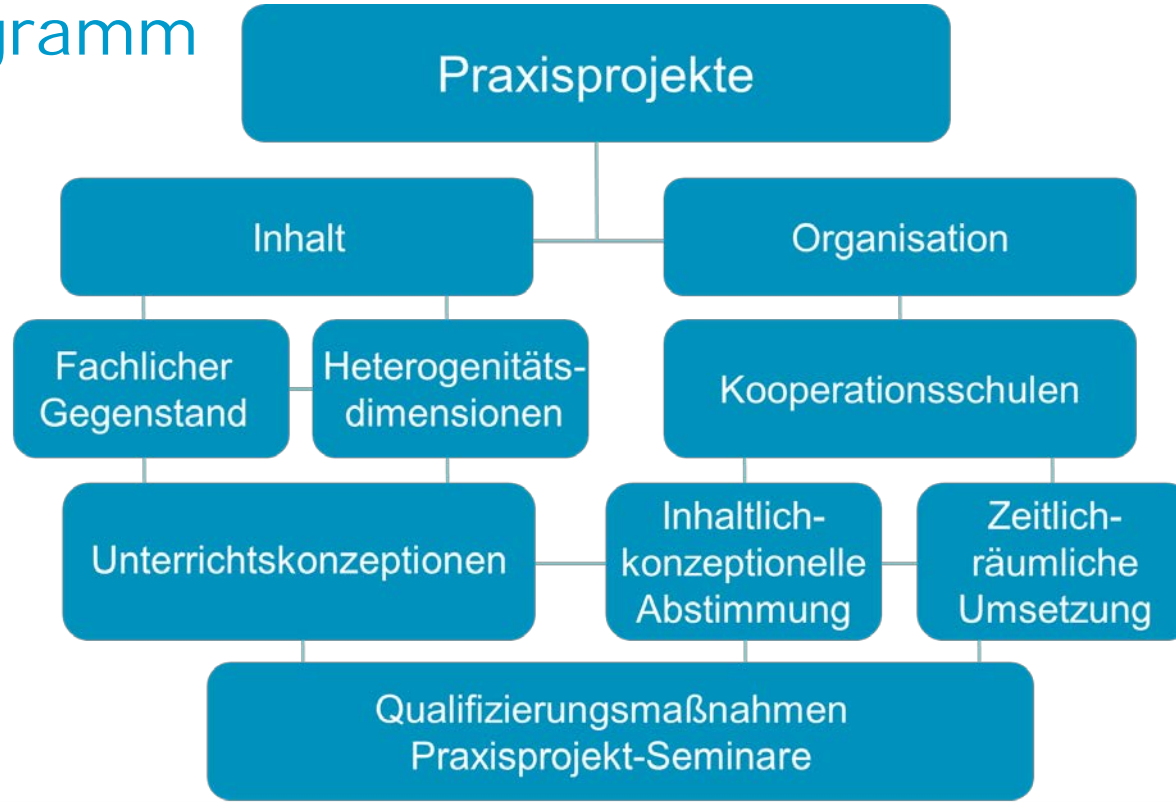 gramm
Praxisprojekte
Inhalt
Organisation
Fachlicher
Gegenstand
Heterogenitäts-
dimensionen
Kooperationsschulen
Unterrichtskonzeptionen
Inhaltlich-
konzeptionelle
Abstimmung
Zeitlich-
räumliche
Umsetzung
Qualifizierungsmaßnahmen
Praxisprojekt-Seminare